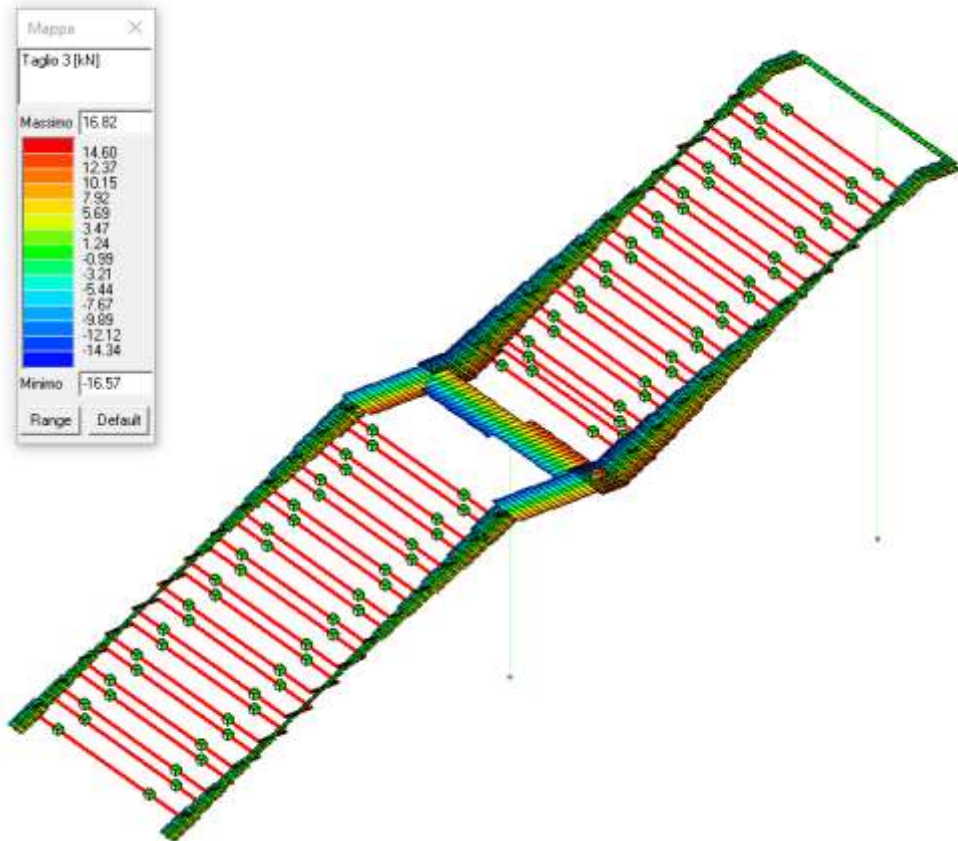 Mappa
Taglio 3 [kN]
Massimo 16.82
14.60
12.37
10.15
7.92
5.69
3.47
1.24
-0.99
-3.21
-5.44
-7.67
-9.89
-12.12
-14.34
Minimo -16.57
Range Default